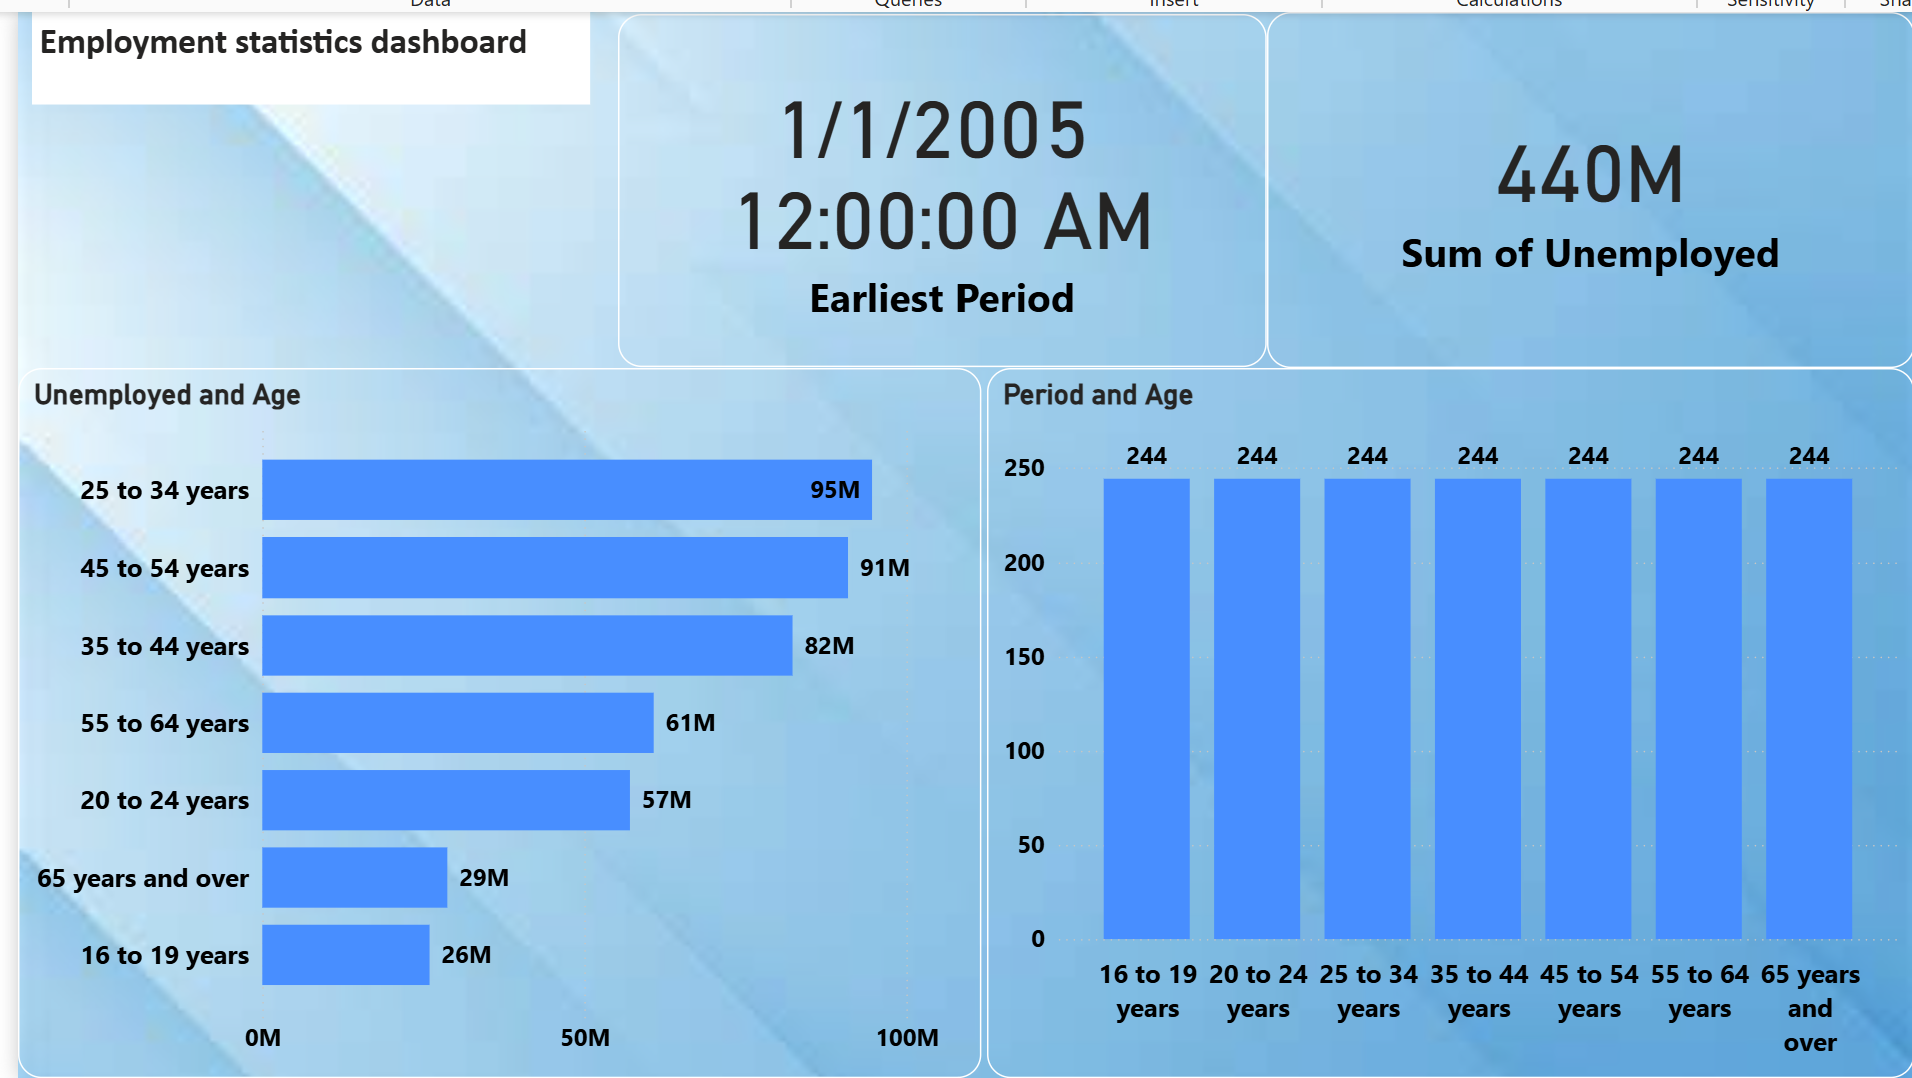 Data Queries Insert Calculations Sensitivity
Employment statistics dashboard
1/1/2005
12:00:00 AM
Earliest Period
440M
Sum of Unemployed
Unemployed and Age
25 to 34 years 95M
45 to 54 years 91M
35 to 44 years 82M
55 to 64 years 61M
20 to 24 years 57M
65 years and over 29M
16 to 19 years 26M
0M 50M 100M
Period and Age
244 244 244 244 244 244 244
250
200
150
100
50
0
16 to 19 20 to 24 25 to 34 35 to 44 45 to 54 55 to 64 65 years
years years years years years years and
over